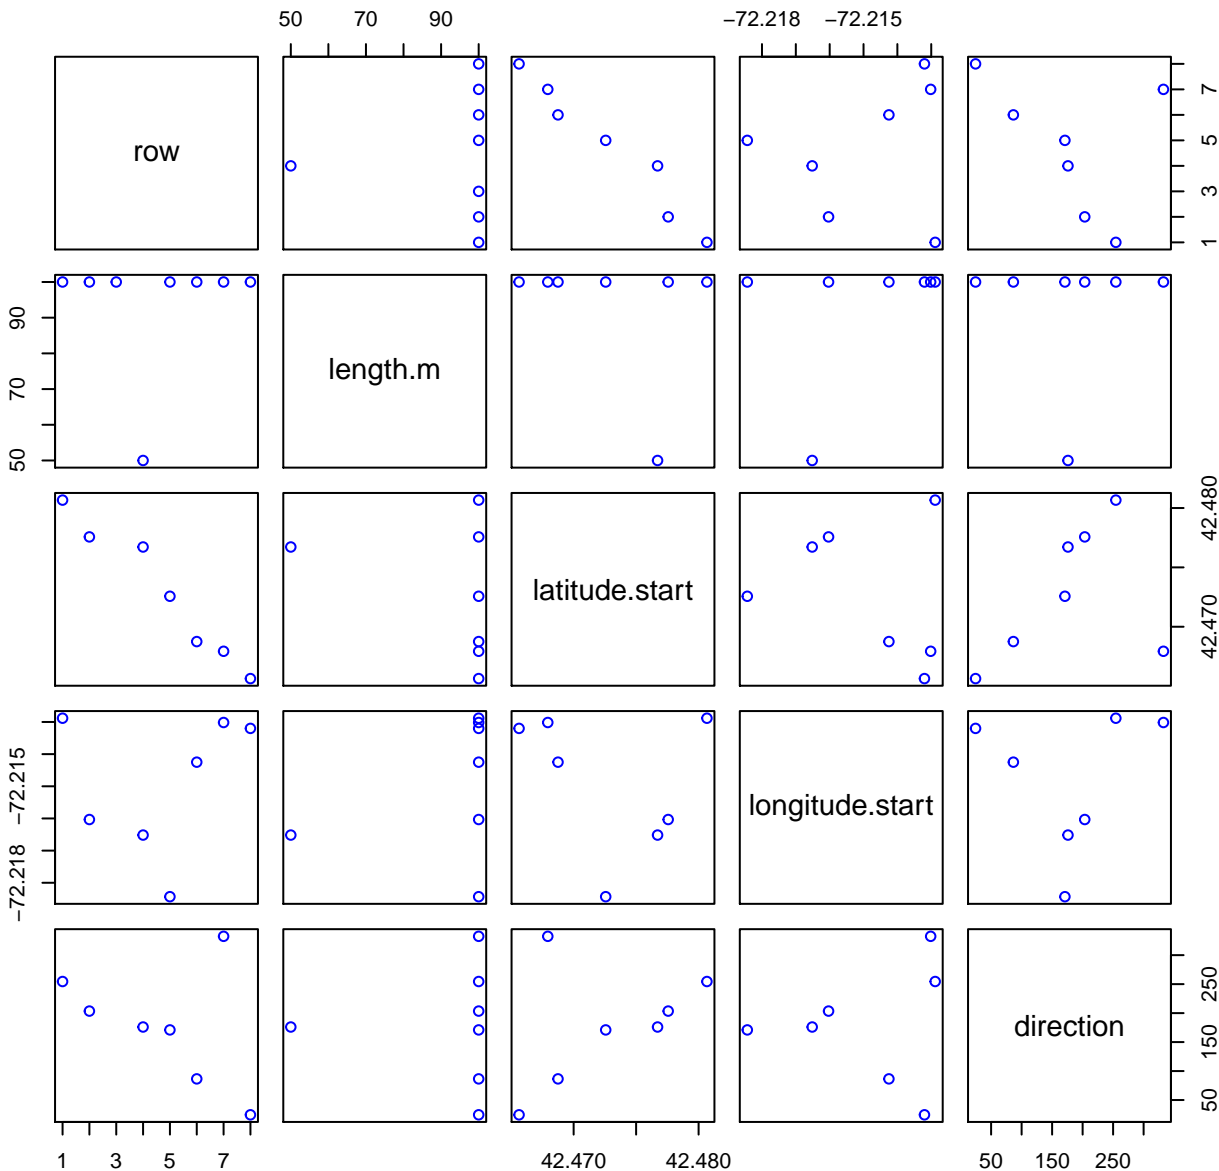 50 70 90 −72.218 −72.215
row
1 3 5 7
50 70 90
length.m
latitude.start
42.470 42.480
−72.218 −72.215
longitude.start
direction
50 150 250
1 3 5 7 42.470 42.480 50 150 250